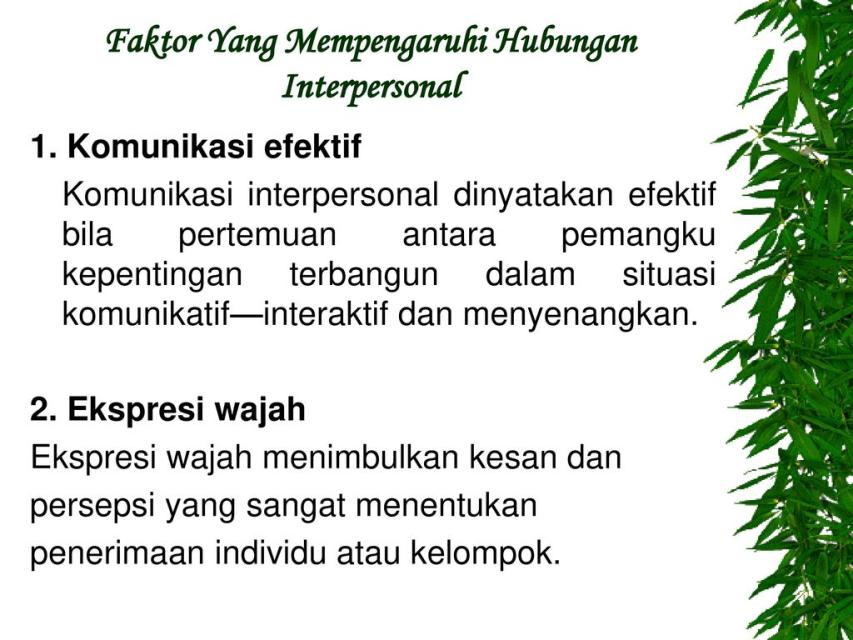 Faktor Yang Mempengaruhi Hubungan
Interpersonal
1. Komunikasi efektif
Komunikasi interpersonal dinyatakan efektif
bila pertemuan antara pemangku
kepentingan terbangun dalam situasi
komunikatif—interaktif dan menyenangkan.
2. Ekspresi wajah
Ekspresi wajah menimbulkan kesan dan
persepsi yang sangat menentukan
penerimaan individu atau kelompok.